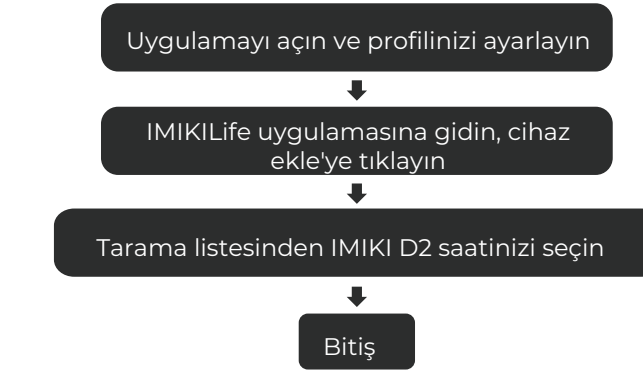 Uygulamayı açın ve profilinizi ayarlayın
IMIKILife uygulamasına gidin, cihaz
ekle'ye tıklayın
Tarama listesinden IMIKI D2 saatinizi seçin
Bitiş